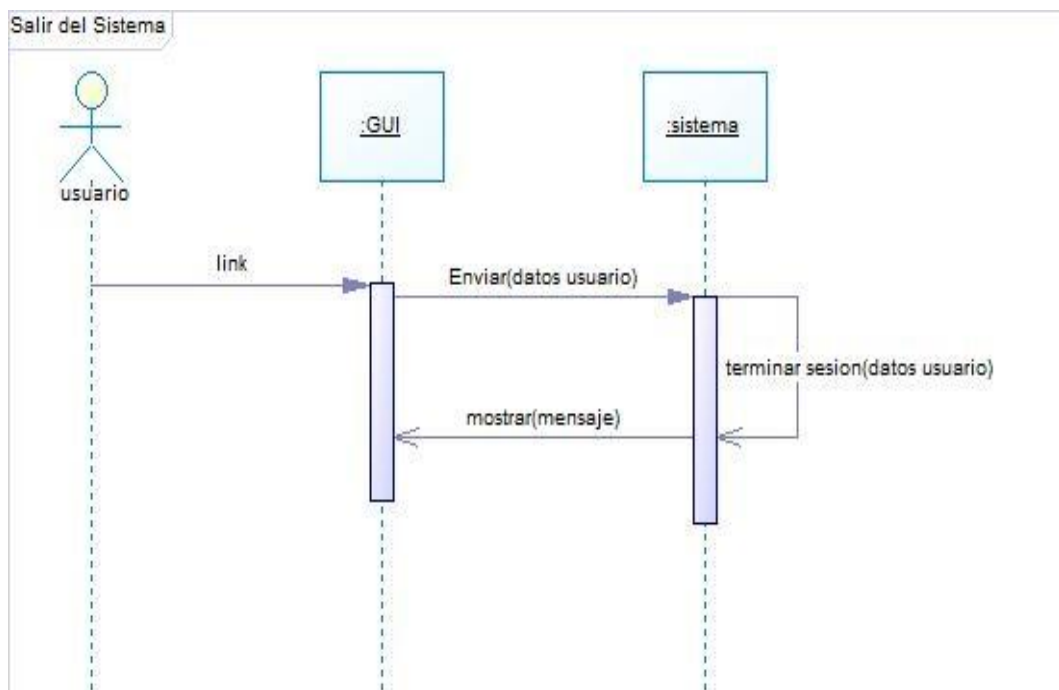 Salir del Sistema
:GUI
:sistema
usuario
link
Enviar(datos usuario)
terminar sesion(datos usuario)
mostrar(mensaje)